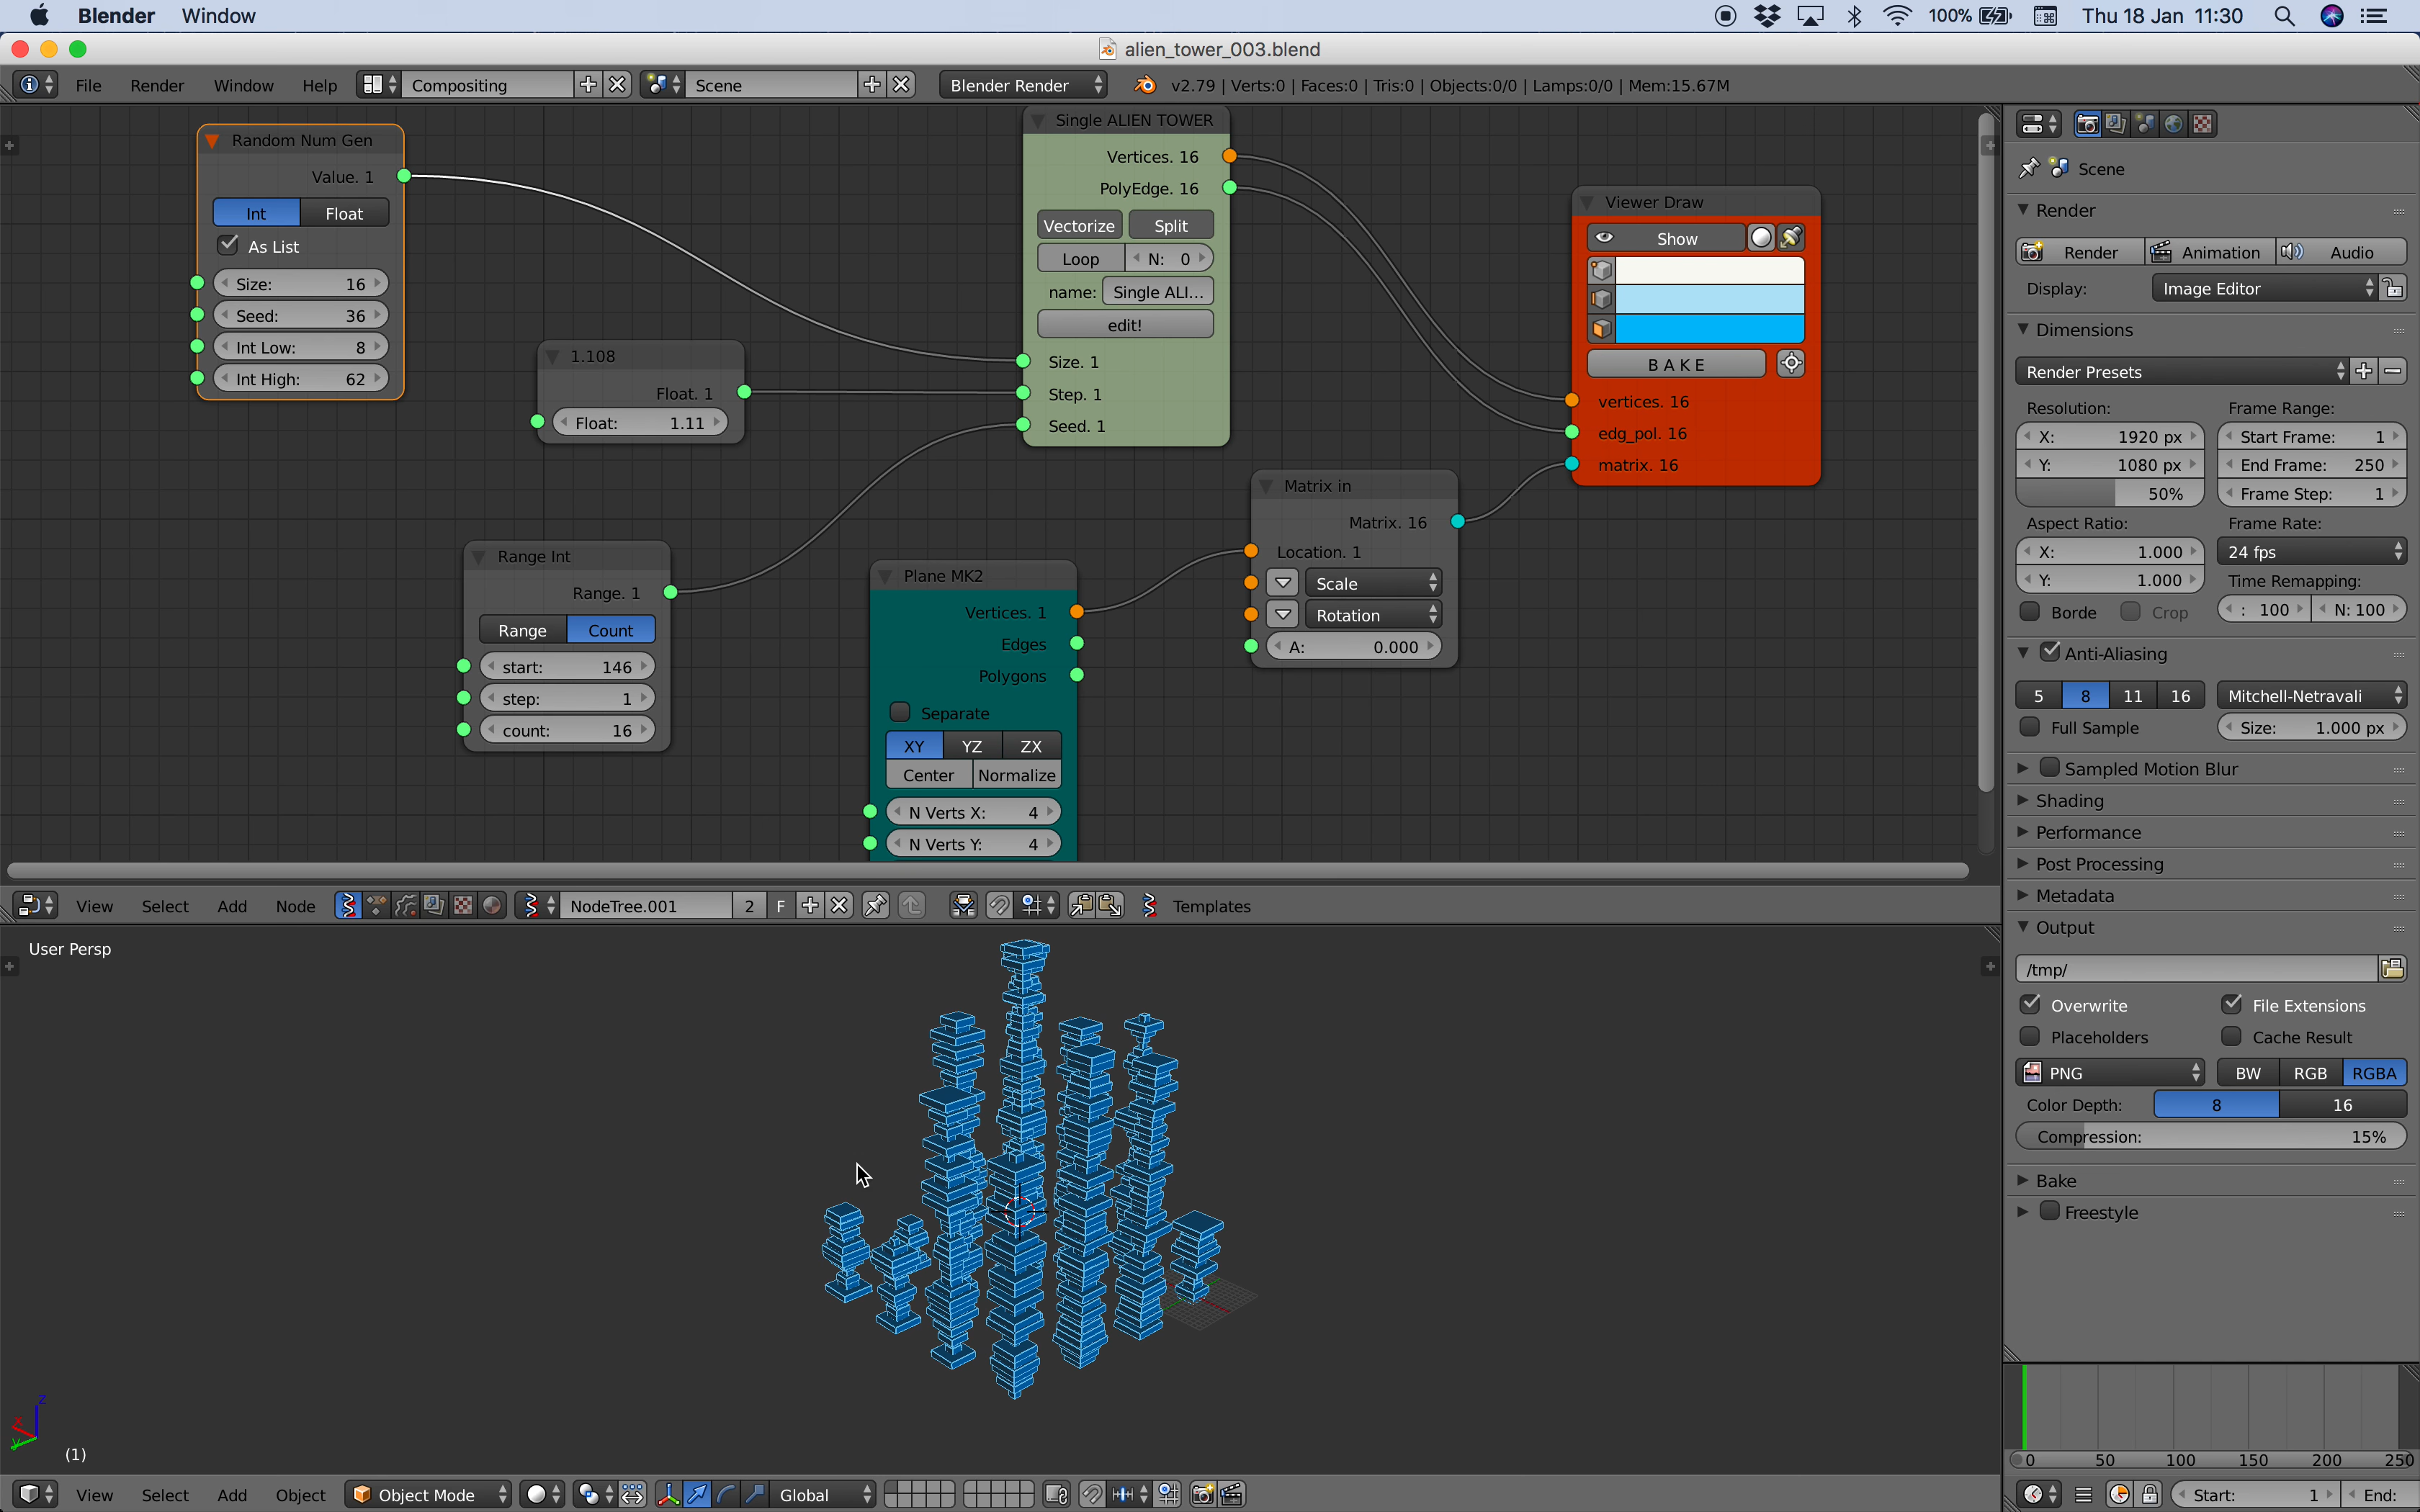 Blender Window 100% Thu 18 Jan 11:30
alien_tower_003.blend
File Render Window Help Compositing Scene Blender Render v2.79 | Verts:0 | Faces:0 | Tris:0 | Objects:0/0 | Lamps:0/0 | Mem:15.67M
Random Num Gen
Value. 1
Int Float
As List
Size: 16
Seed: 36
Int Low: 8
Int High: 62
1.108
Float. 1
Float: 1.11
Range Int
Range. 1
Range Count
start: 146
step: 1
count: 16
Single ALIEN TOWER
Vertices. 16
PolyEdge. 16
Vectorize Split
Loop N: 0
name: Single ALI...
edit!
Size. 1
Step. 1
Seed. 1
Plane MK2
Vertices. 1
Edges
Polygons
Separate
XY YZ ZX
Center Normalize
N Verts X: 4
N Verts Y: 4
Matrix in
Matrix. 16
Location. 1
Scale
Rotation
A: 0.000
Viewer Draw
Show
B A K E
vertices. 16
edg_pol. 16
matrix. 16
View Select Add Node NodeTree.001 2 F Templates
User Persp
z
x
y
(1)
View Select Add Object Object Mode Global
Scene
Render
Render Animation Audio
Display: Image Editor
Dimensions
Render Presets
Resolution: Frame Range:
X: 1920 px Start Frame: 1
Y: 1080 px End Frame: 250
50% Frame Step: 1
Aspect Ratio: Frame Rate:
X: 1.000 24 fps
Y: 1.000 Time Remapping:
Borde Crop : 100 N: 100
Anti-Aliasing
5 8 11 16 Mitchell-Netravali
Full Sample Size: 1.000 px
Sampled Motion Blur
Shading
Performance
Post Processing
Metadata
Output
/tmp/
Overwrite File Extensions
Placeholders Cache Result
PNG BW RGB RGBA
Color Depth: 8 16
Compression: 15%
Bake
Freestyle
0 50 100 150 200 250
Start: 1 End: